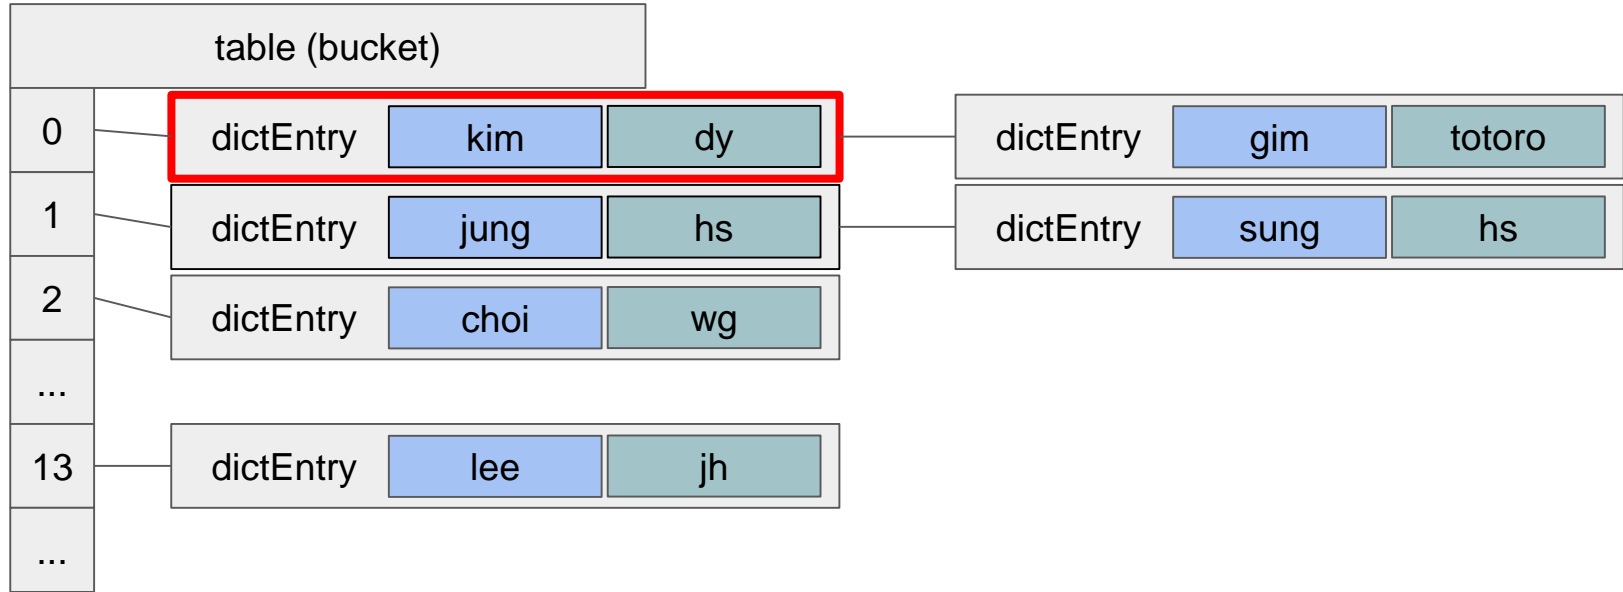 table (bucket)
0 dictEntry kim dy dictEntry gim totoro
1 dictEntry jung hs dictEntry sung hs
2 dictEntry choi wg
...
13 dictEntry lee jh
...